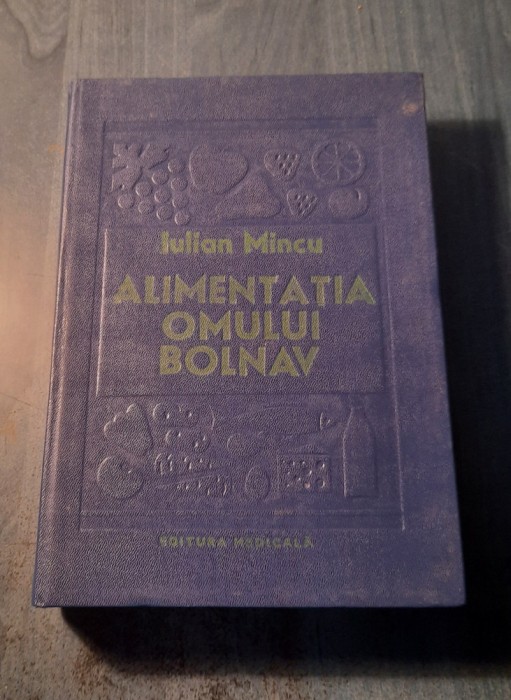 Iulian Mincu
ALIMENTAȚIA
OMULUI
BOLNAV
EDITURA MEDICALĂ